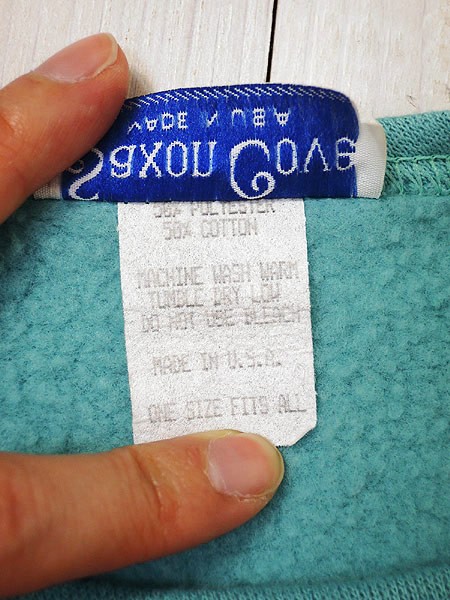 Saxon Cove
50% POLYESTER
50% COTTON
MACHINE WASH WARM
TUMBLE DRY LOW
DO NOT USE BLEACH
MADE IN U.S.A.
ONE SIZE FITS ALL